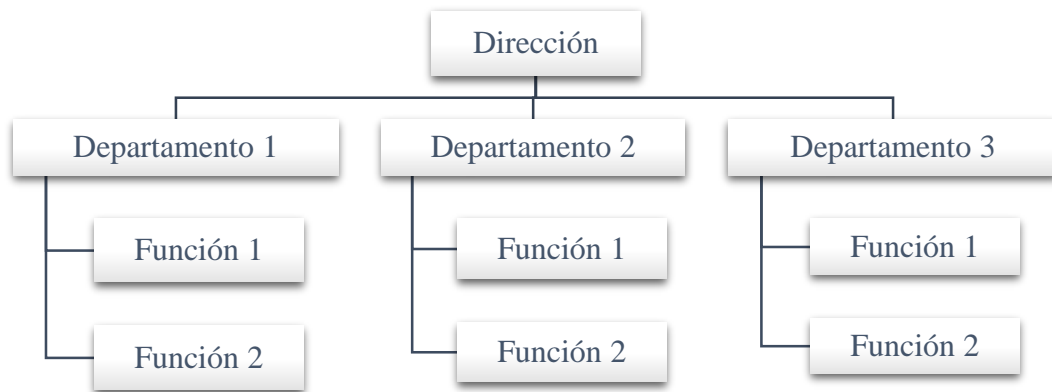 Dirección
Departamento 1
Departamento 2
Departamento 3
Función 1
Función 1
Función 1
Función 2
Función 2
Función 2